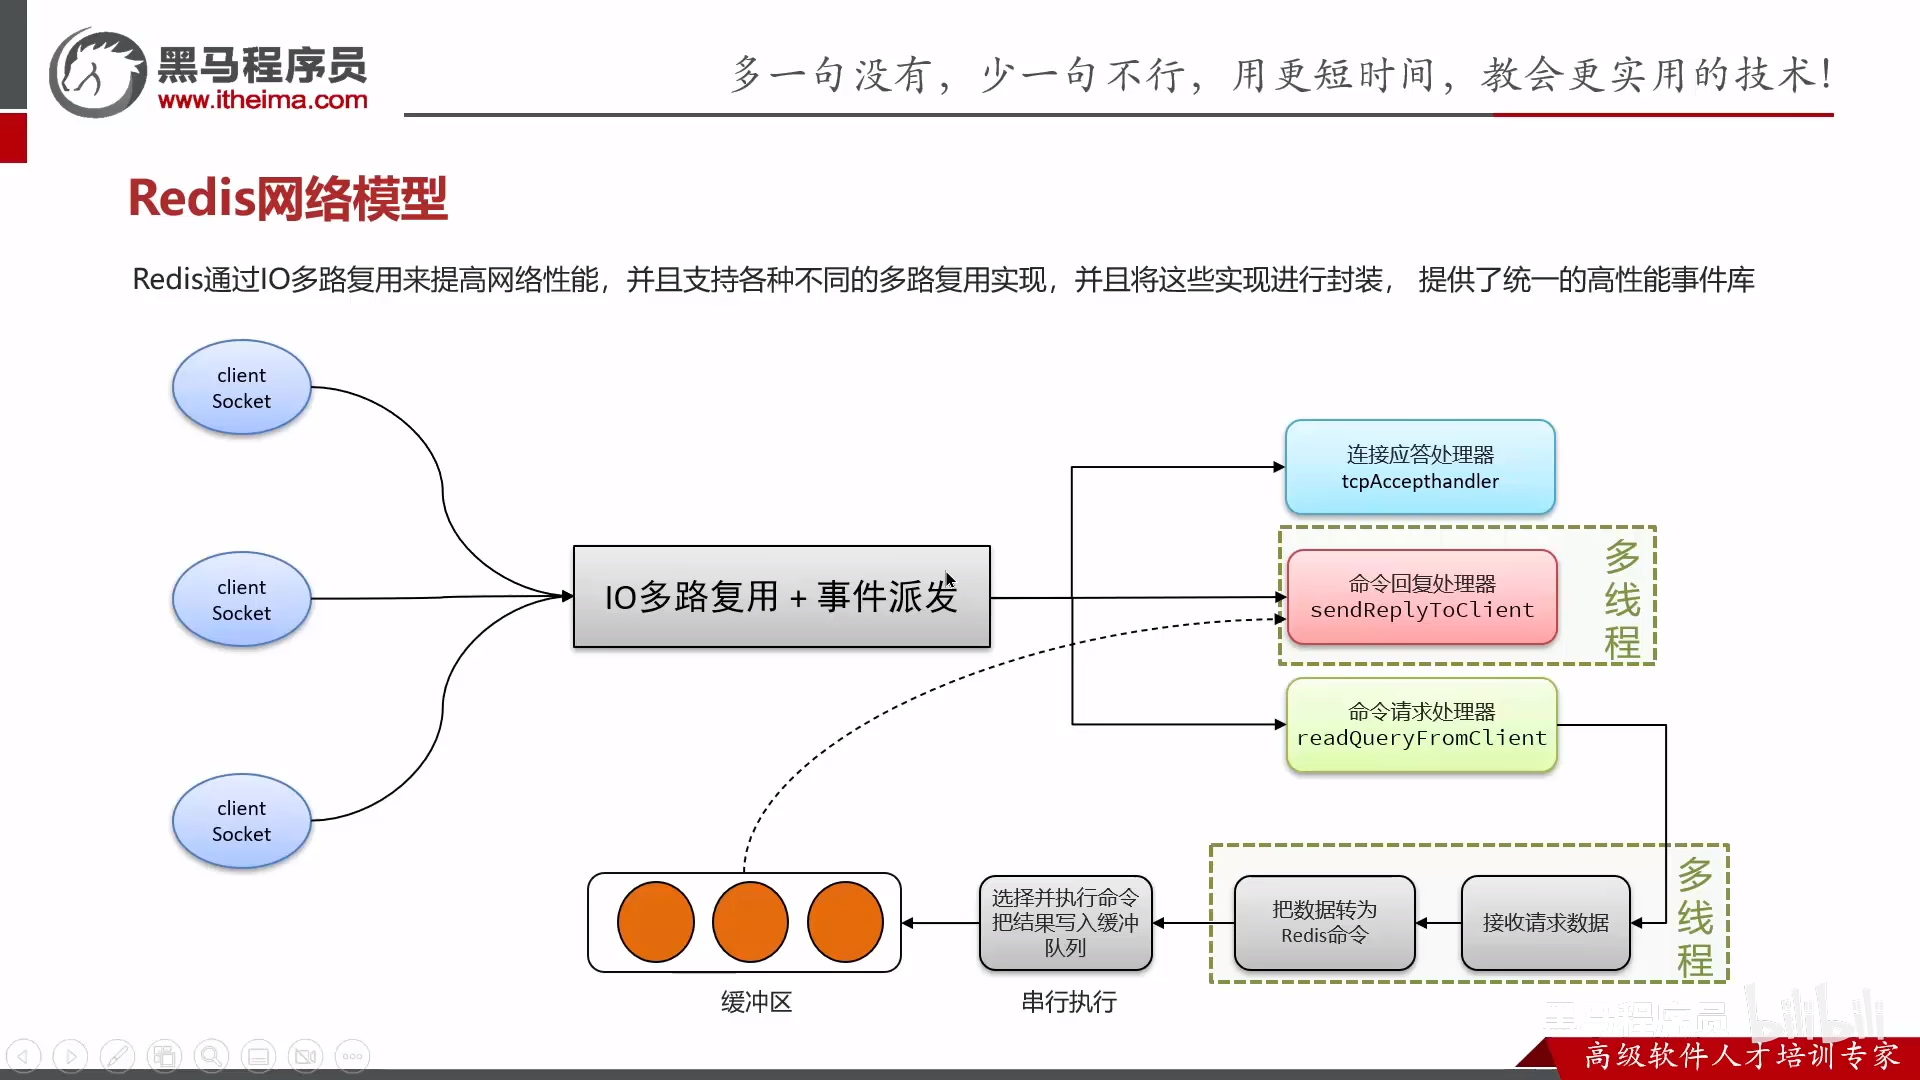 黑马程序员
www.itheima.com
多一句没有，少一句不行，用更短时间，教会更实用的技术！
Redis网络模型
Redis通过IO多路复用来提高网络性能，并且支持各种不同的多路复用实现，并且将这些实现进行封装， 提供了统一的高性能事件库
client
Socket
client
Socket
client
Socket
IO多路复用 + 事件派发
连接应答处理器
tcpAccepthandler
命令回复处理器
sendReplyToClient
多线程
命令请求处理器
readQueryFromClient
接收请求数据
把数据转为
Redis命令
多线程
选择并执行命令
把结果写入缓冲
队列
缓冲区
串行执行
黑马程序员
bilibili
高级软件人才培训专家